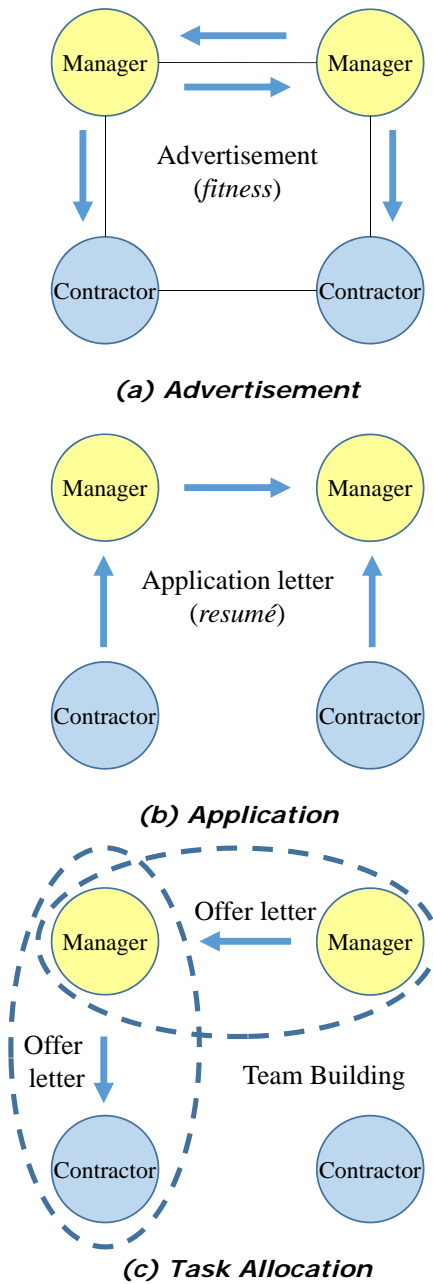 Manager Manager
Advertisement
(fitness)
Contractor Contractor
(a) Advertisement
Manager Manager
Application letter
(resumé)
Contractor Contractor
(b) Application
Offer letter
Manager Manager
Offer
letter
Team Building
Contractor Contractor
(c) Task Allocation